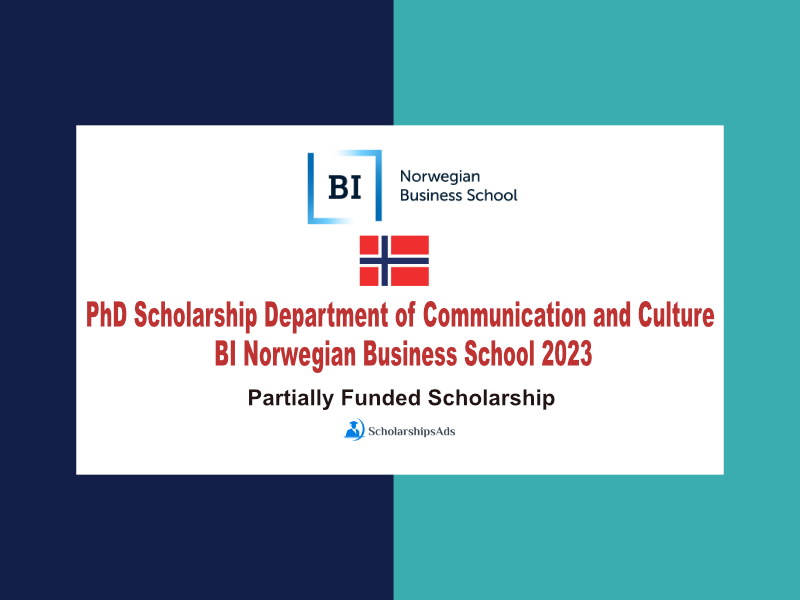 BI
Norwegian
Business School
PhD Scholarship Department of Communication and Culture
BI Norwegian Business School 2023
Partially Funded Scholarship
ScholarshipsAds